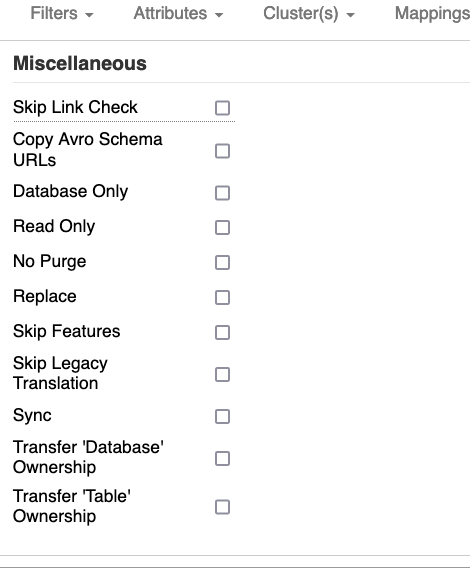 Filters Attributes Cluster(s) Mappings
Miscellaneous
Skip Link Check
Copy Avro Schema
URLs
Database Only
Read Only
No Purge
Replace
Skip Features
Skip Legacy
Translation
Sync
Transfer 'Database'
Ownership
Transfer 'Table'
Ownership